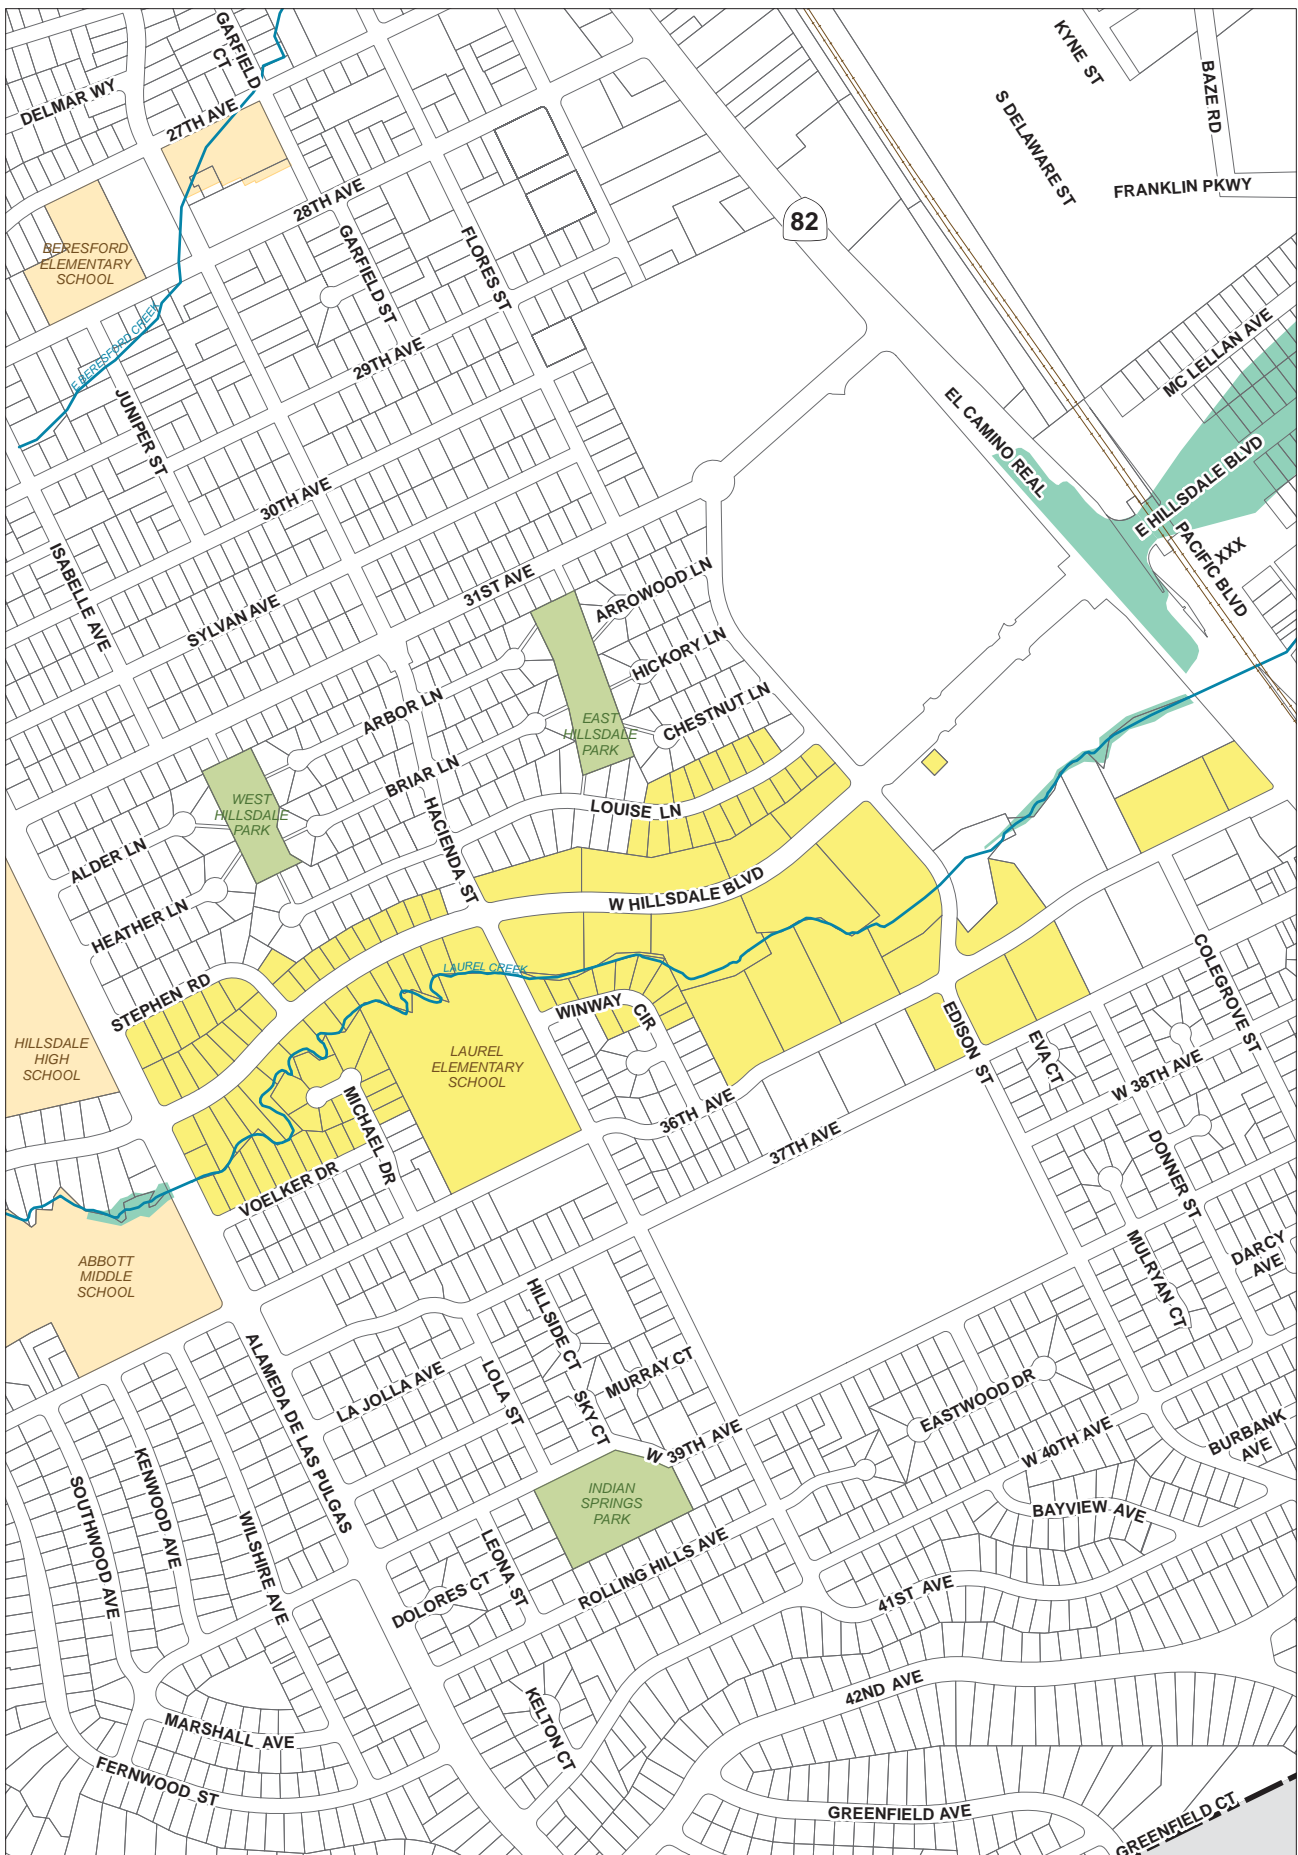 GARFIELD
CT
KYNE ST
BAZE RD
DELMAR WY
27TH AVE
S DELAWARE ST
FRANKLIN PKWY
28TH AVE
82
BERESFORD
ELEMENTARY
SCHOOL
GARFIELD ST
FLORES ST
E BERESFORD CREEK
29TH AVE
MC LELLAN AVE
JUNIPER ST
EL CAMINO REAL
30TH AVE
E HILLSDALE BLVD
PACIFIC BLVD
XXX
ISABELLE AVE
31ST AVE
ARROWOOD LN
SYLVAN AVE
HICKORY LN
ARBOR LN
CHESTNUT LN
EAST
HILLSDALE
PARK
BRIAR LN
WEST
HILLSDALE
PARK
HACIENDA ST
LOUISE LN
ALDER LN
W HILLSDALE BLVD
HEATHER LN
LAUREL CREEK
STEPHEN RD
WINWAY
CIR
COLEGROVE ST
HILLSDALE
HIGH
SCHOOL
LAUREL
ELEMENTARY
SCHOOL
EDISON ST
EVA CT
W 38TH AVE
MICHAEL DR
36TH AVE
37TH AVE
DONNER ST
VOELKER DR
ABBOTT
MIDDLE
SCHOOL
MULRYAN CT
DARCY
AVE
HILLSIDE CT
ALAMEDA DE LAS PULGAS
LA JOLLA AVE
LOLA ST
MURRAY CT
SKY CT
EASTWOOD DR
W 39TH AVE
W 40TH AVE
BURBANK
AVE
KENWOOD AVE
SOUTHWOOD AVE
INDIAN
SPRINGS
PARK
BAYVIEW AVE
WILSHIRE AVE
LEONA ST
DOLORES CT
ROLLING HILLS AVE
41ST AVE
42ND AVE
KELTON CT
MARSHALL AVE
FERNWOOD ST
GREENFIELD AVE
GREENFIELD CT